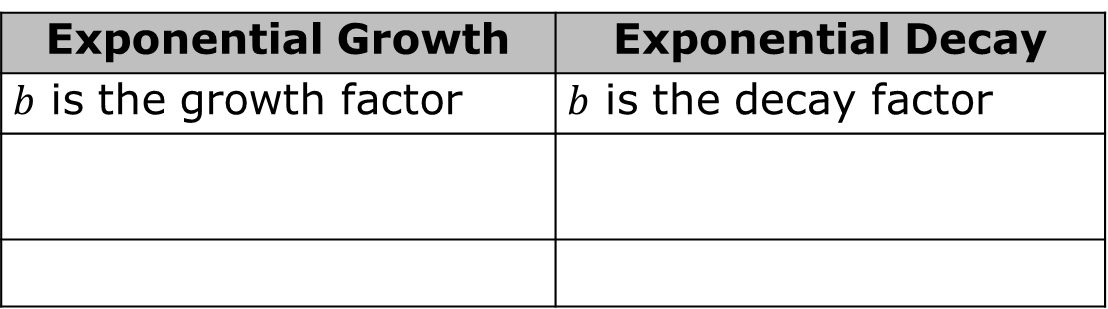 Exponential Growth
Exponential Decay
b is the growth factor
b is the decay factor